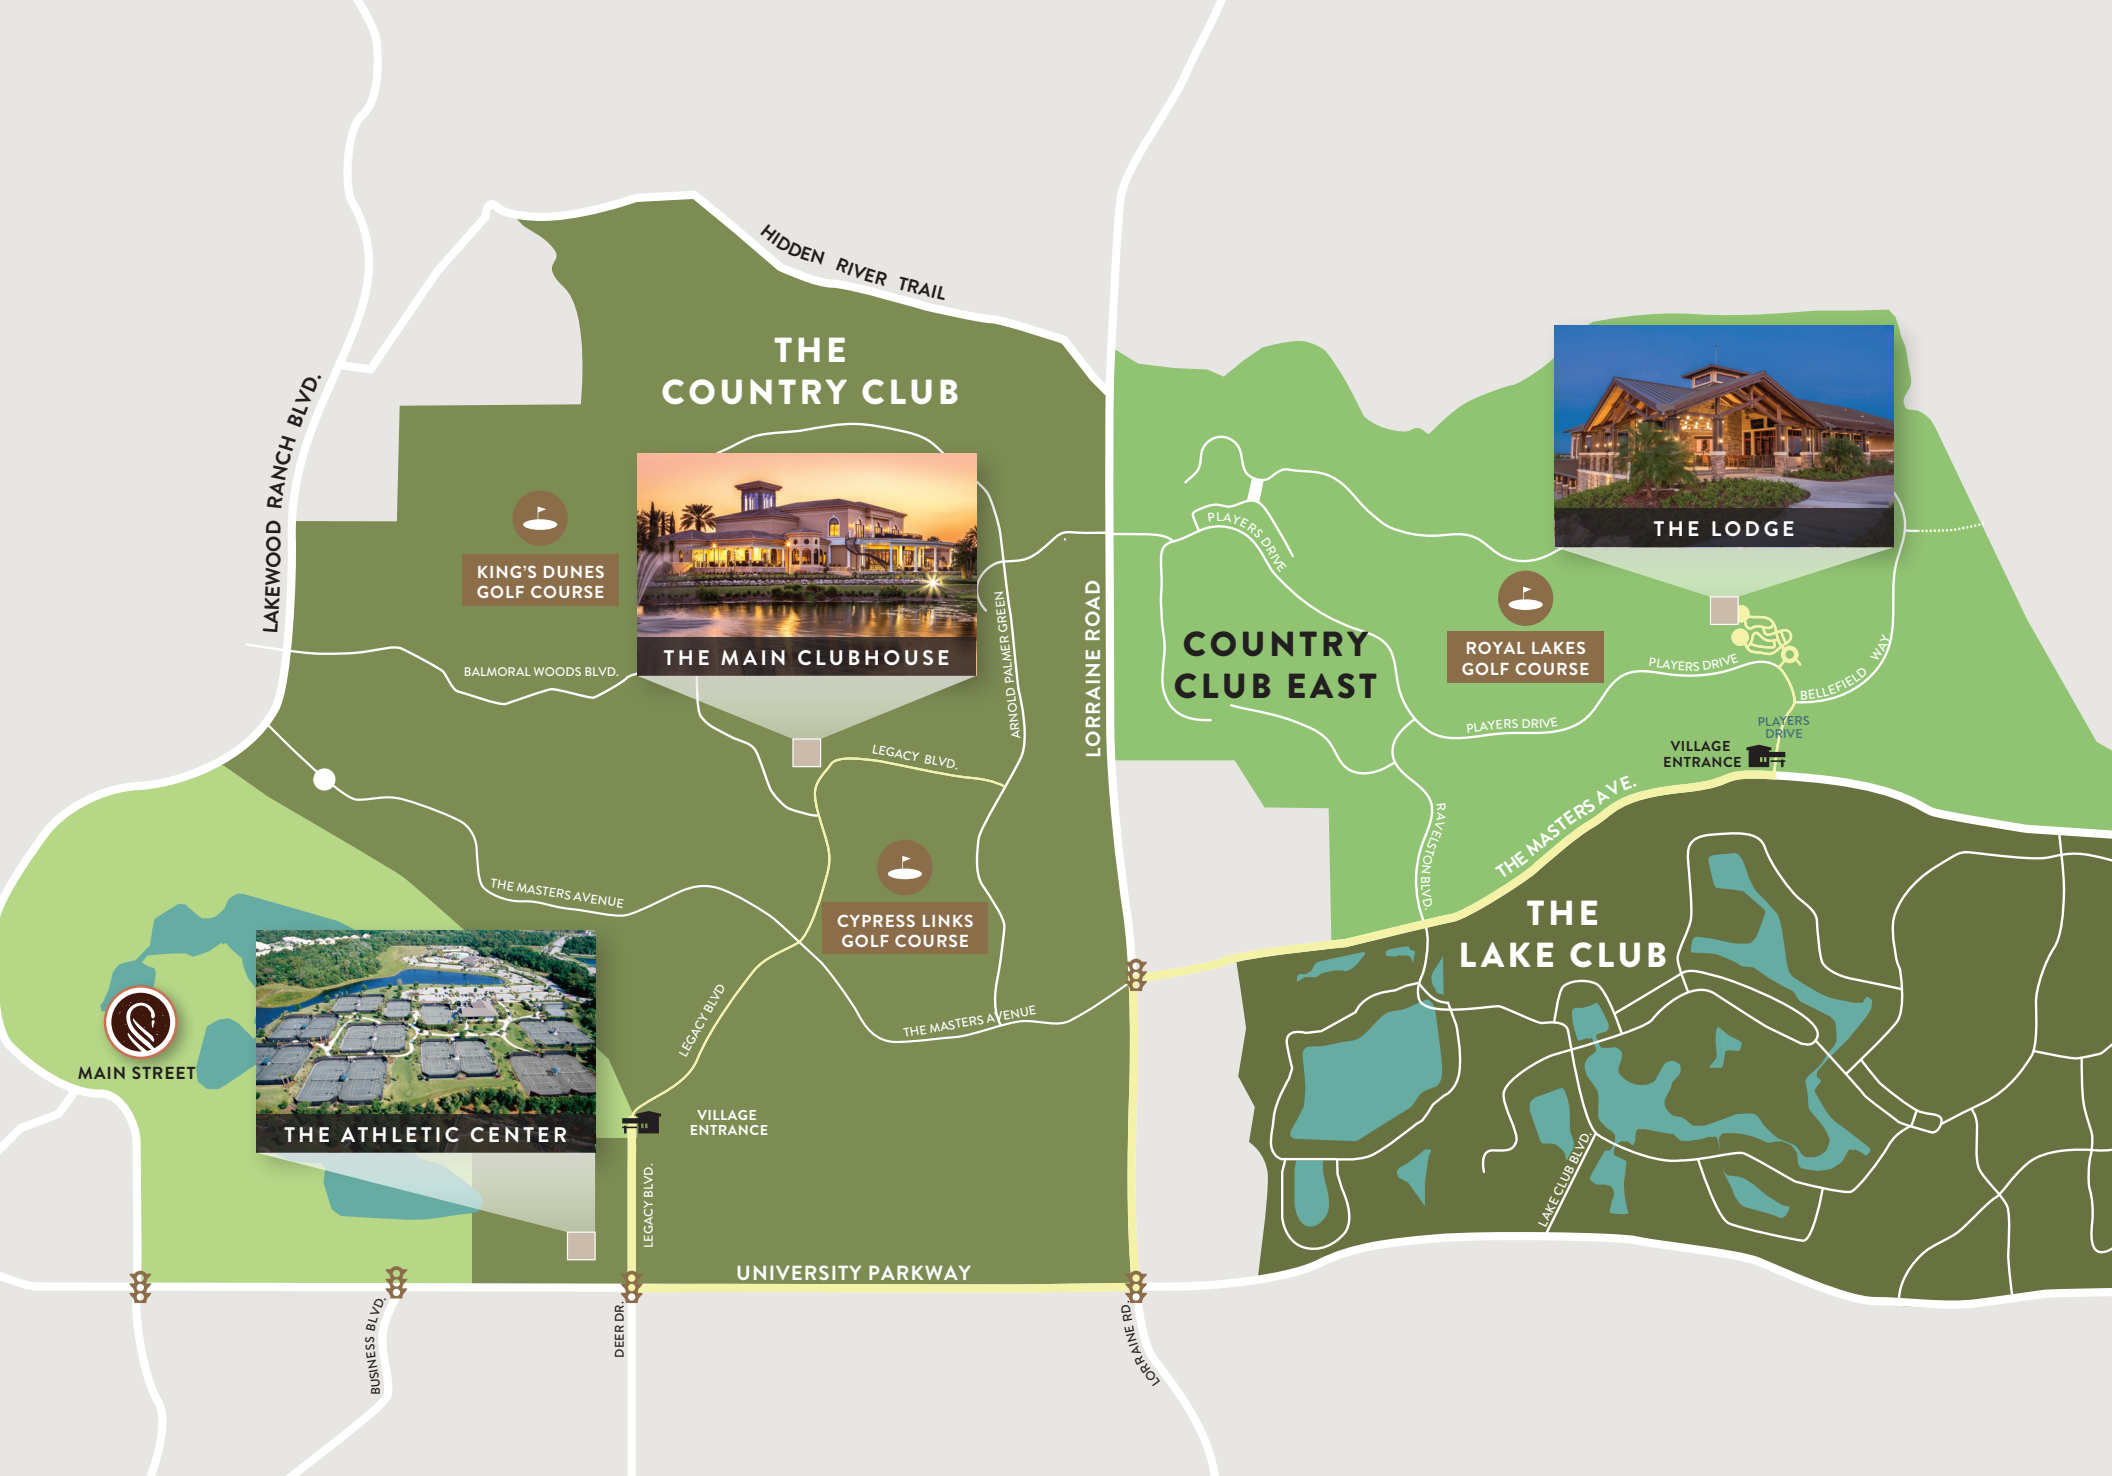 HIDDEN RIVER TRAIL
THE
COUNTRY CLUB
LAKEWOOD RANCH BLVD.
KING'S DUNES
GOLF COURSE
THE MAIN CLUBHOUSE
BALMORAL WOODS BLVD.
ARNOLD PALMER GREEN
LORRAINE ROAD
LEGACY BLVD.
PLAYERS DRIVE
THE LODGE
COUNTRY
CLUB EAST
ROYAL LAKES
GOLF COURSE
PLAYERS DRIVE
BELLEFIELD WAY
PLAYERS DRIVE
PLAYERS
DRIVE
VILLAGE
ENTRANCE
THE MASTERS AVE.
RAVELSTON BLVD.
THE MASTERS AVENUE
CYPRESS LINKS
GOLF COURSE
THE
LAKE CLUB
LEGACY BLVD
THE MASTERS AVENUE
MAIN STREET
THE ATHLETIC CENTER
VILLAGE
ENTRANCE
LEGACY BLVD.
LAKE CLUB BLVD.
UNIVERSITY PARKWAY
BUSINESS BLVD.
DEER DR.
LORRAINE RD.